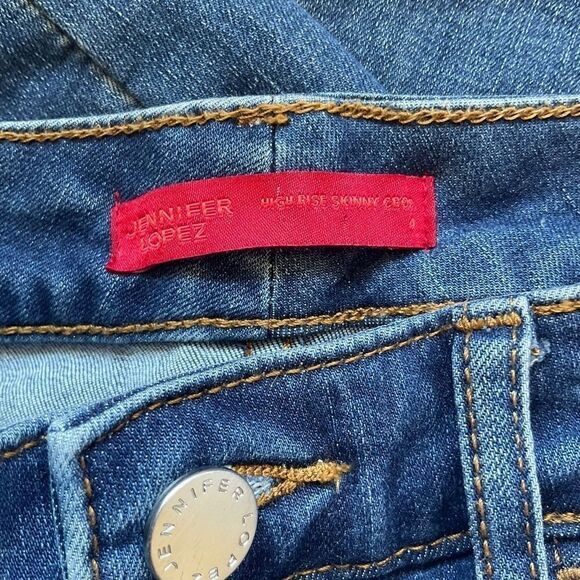 JENNIFER
LOPEZ
HIGH RISE SKINNY CROP
4
JENNIFER LOPEZ